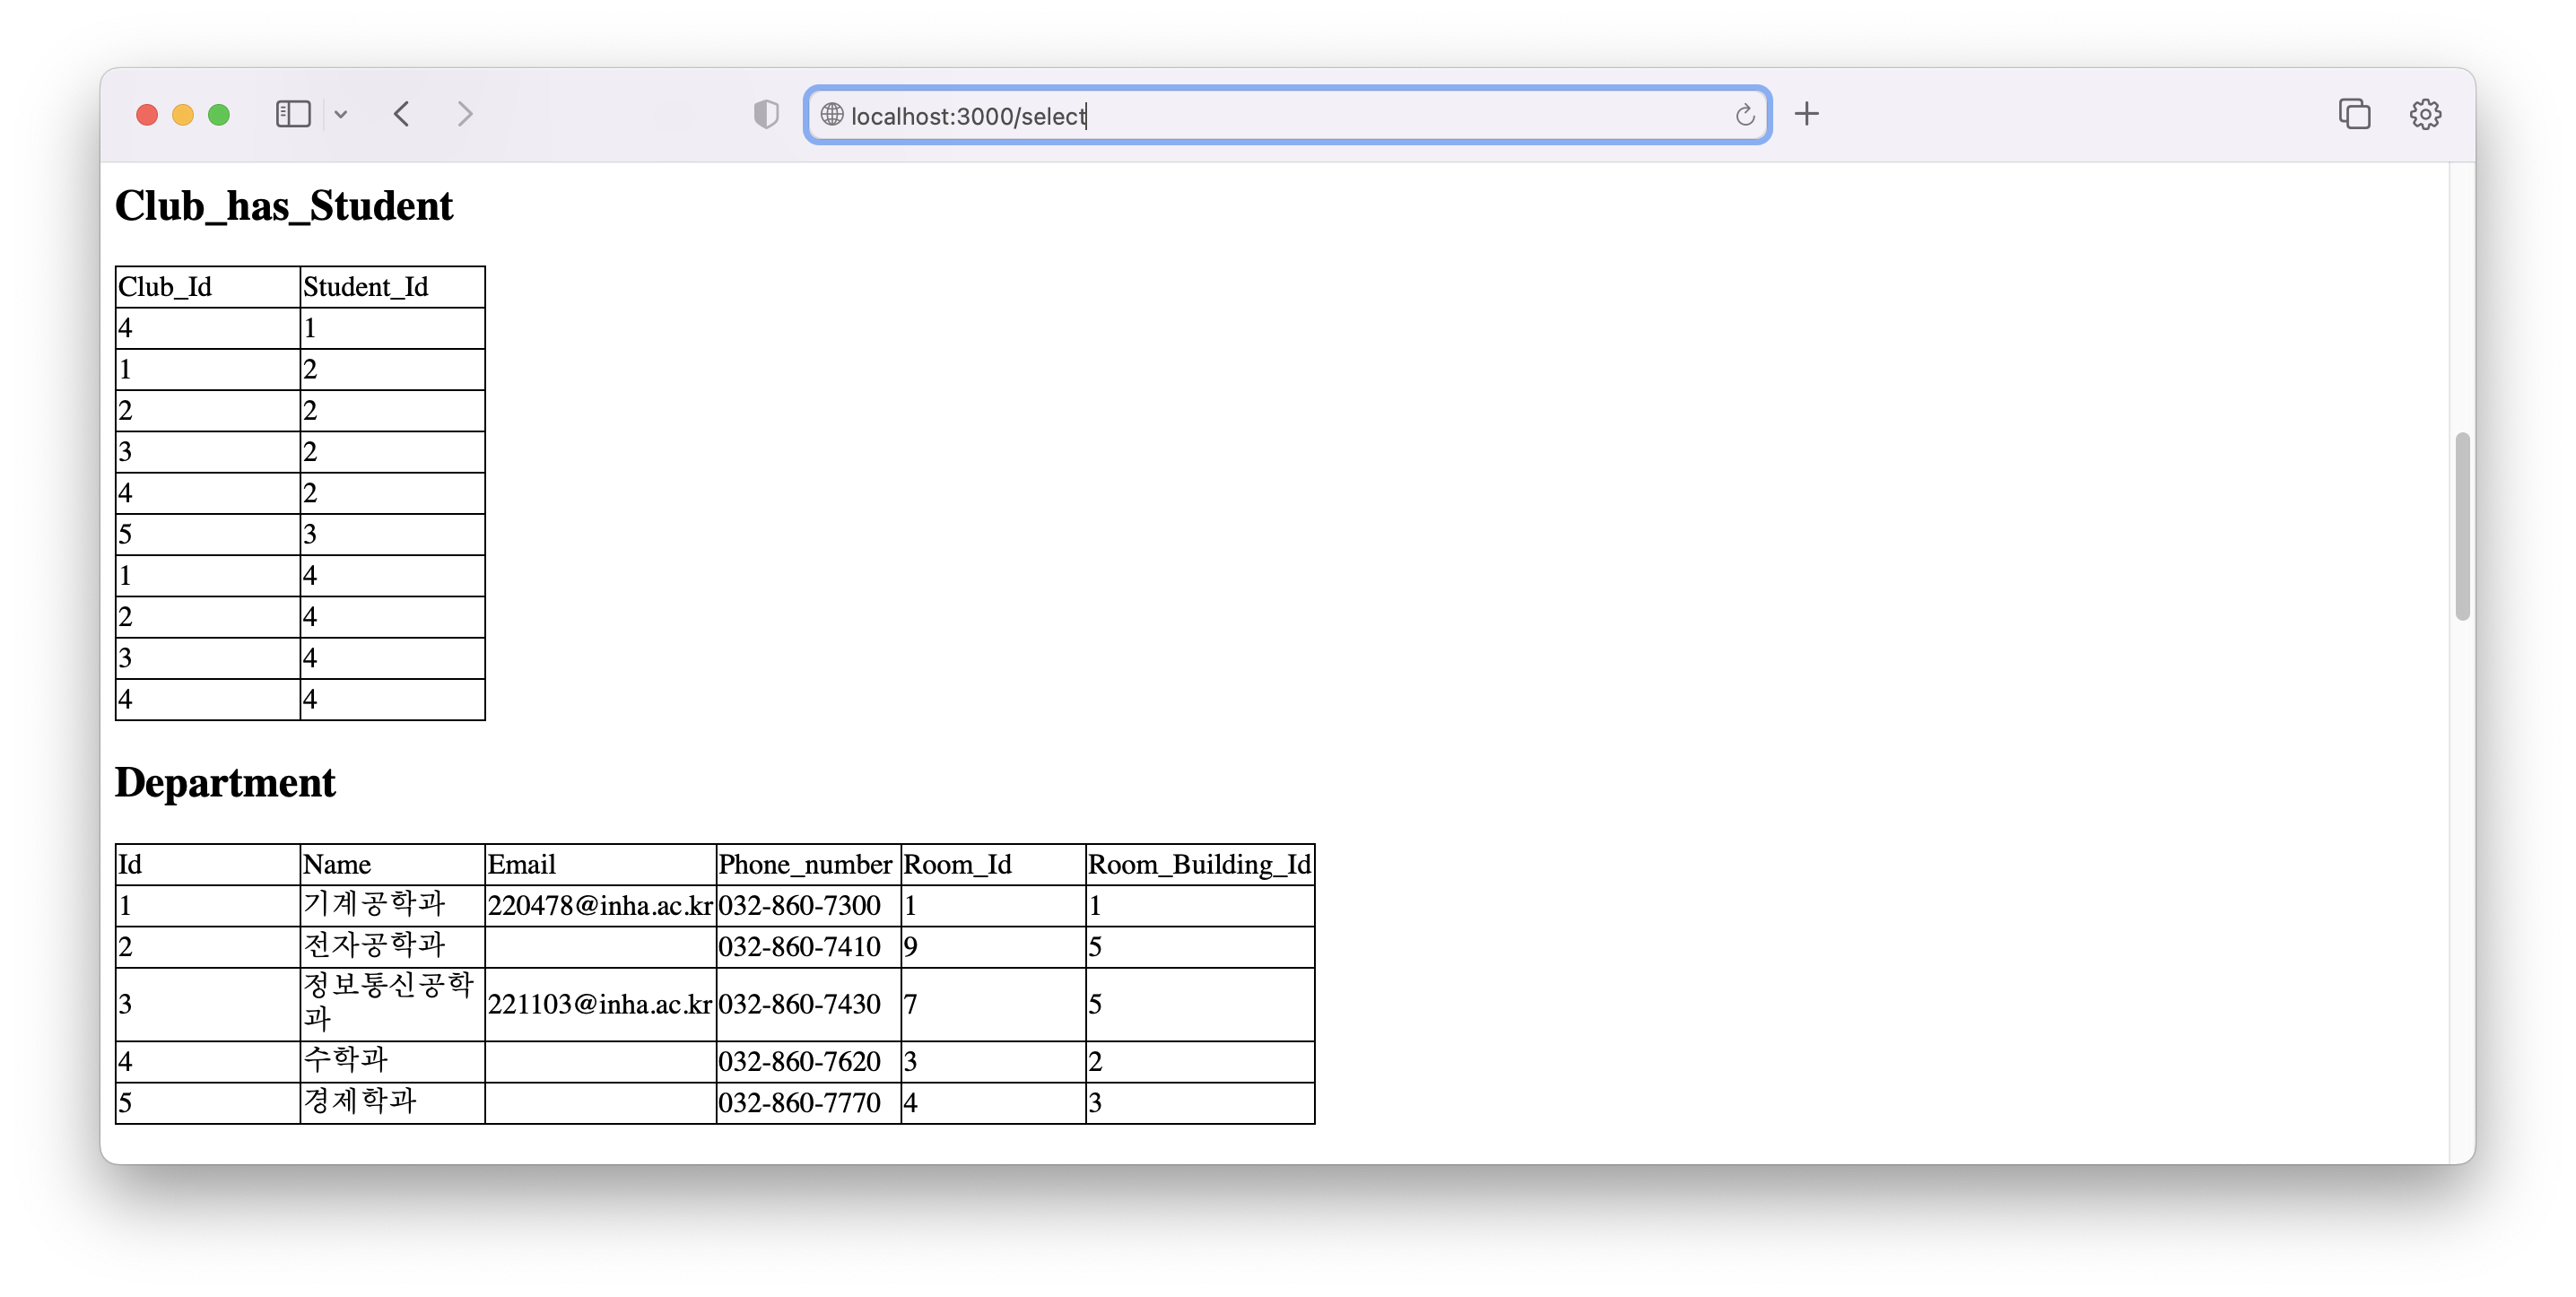 localhost:3000/select
Club_has_Student
Club_Id Student_Id
4 1
1 2
2 2
3 2
4 2
5 3
1 4
2 4
3 4
4 4
Department
Id Name Email Phone_number Room_Id Room_Building_Id
1 기계공학과 220478@inha.ac.kr 032-860-7300 1 1
2 전자공학과 032-860-7410 9 5
3 정보통신공학
과 221103@inha.ac.kr 032-860-7430 7 5
4 수학과 032-860-7620 3 2
5 경제학과 032-860-7770 4 3